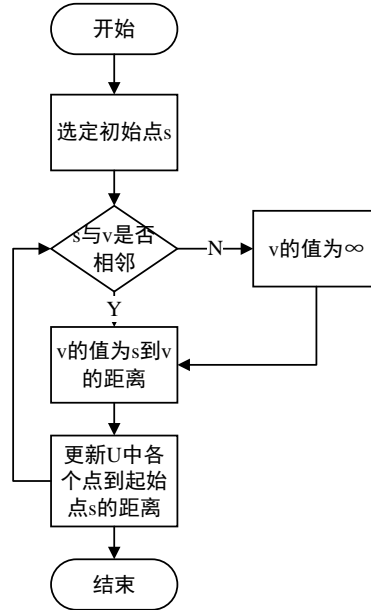 开始
选定初始点s
s与v是否
相邻
N
v的值为∞
Y
v的值为s到v
的距离
更新U中各
个点到起始
点s的距离
结束